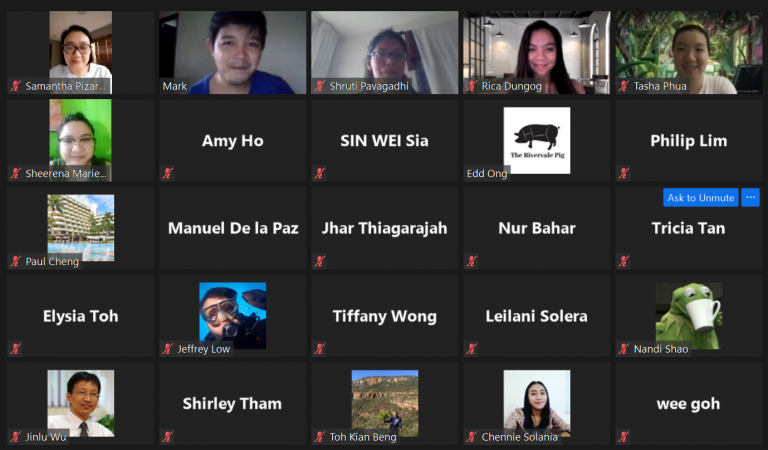 Samantha Pizar...
Mark
Shruti Pavagadhi
Rica Dungog
Tasha Phua
Sheerena Marie...
Amy Ho
SIN WEI Sia
The Rivervale Pig
Edd Ong
Philip Lim
Paul Cheng
Manuel De la Paz
Jhar Thiagarajah
Nur Bahar
Ask to Unmute ...
Tricia Tan
Elysia Toh
Jeffrey Low
Tiffany Wong
Leilani Solera
Nandi Shao
Jinlu Wu
Shirley Tham
Toh Kian Beng
Chennie Solania
wee goh